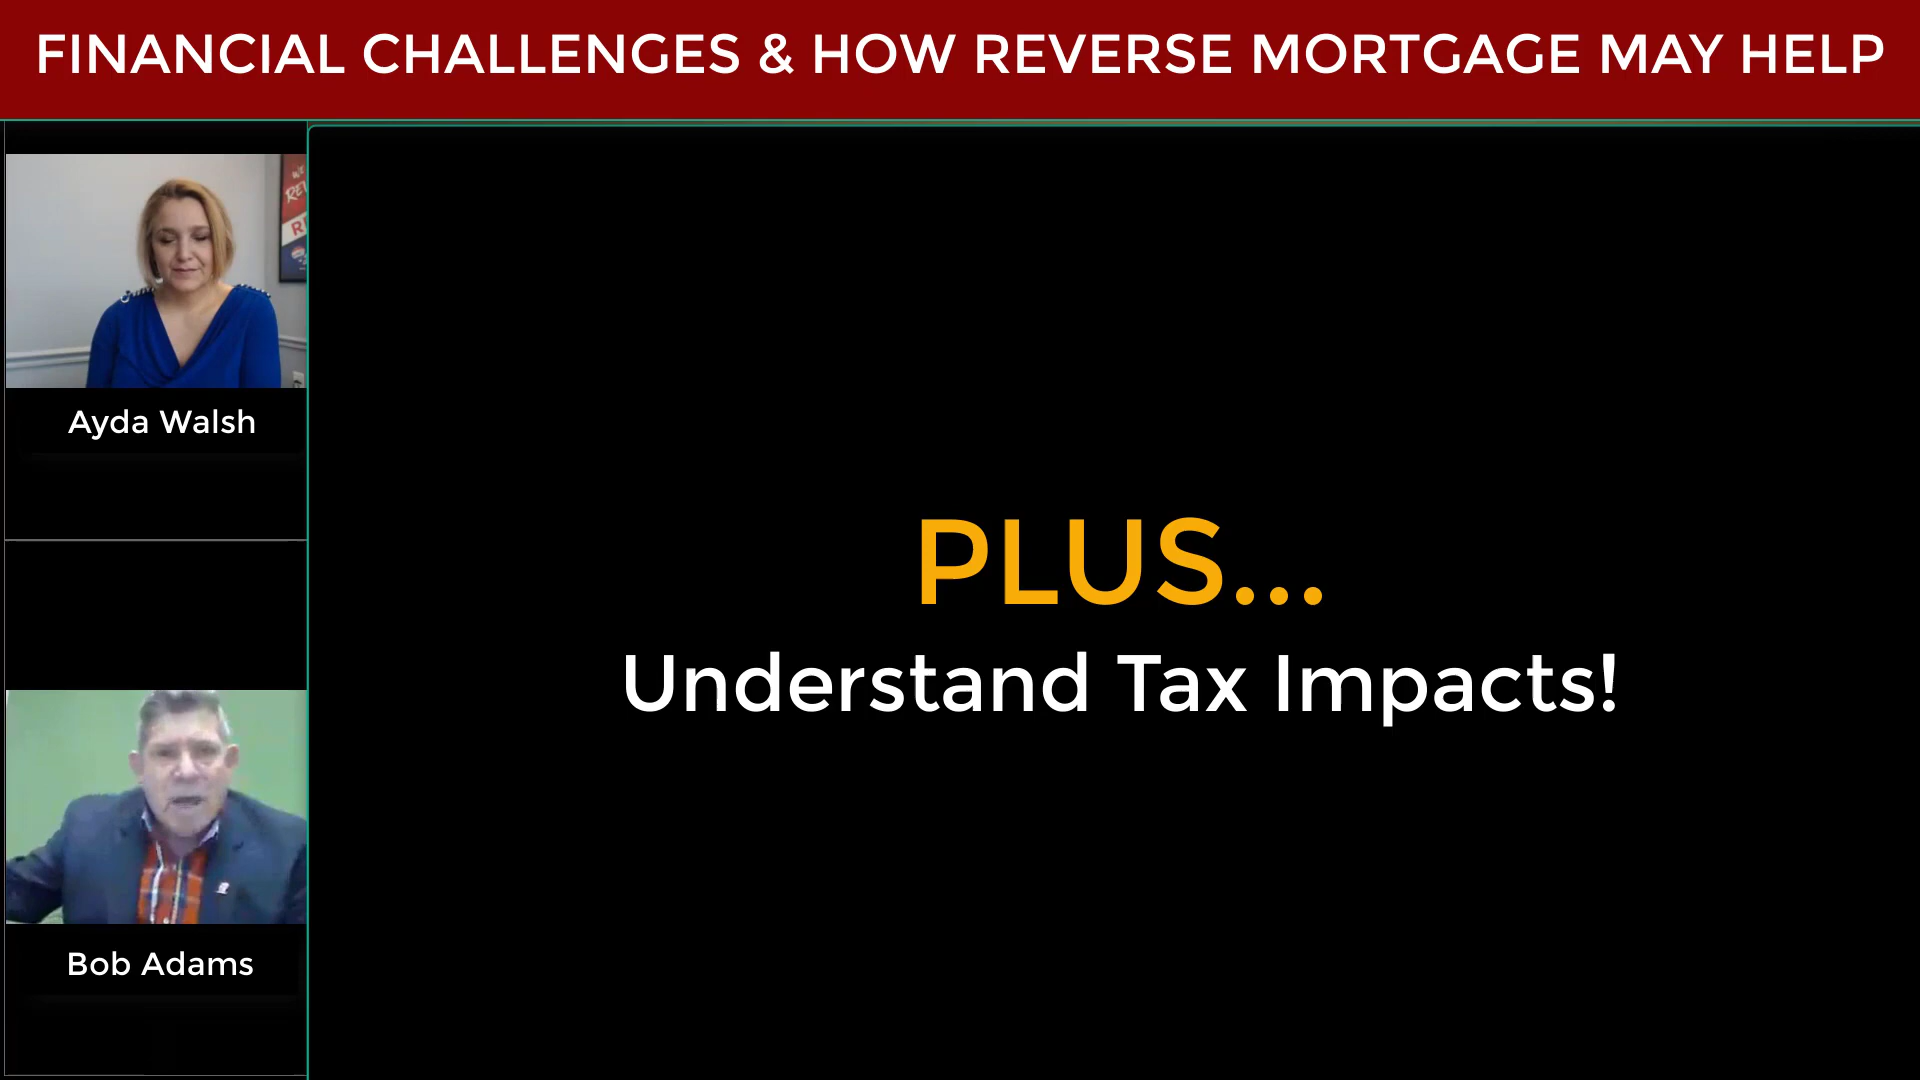 FINANCIAL CHALLENGES & HOW REVERSE MORTGAGE MAY HELP
Ayda Walsh
PLUS...
Understand Tax Impacts!
Bob Adams